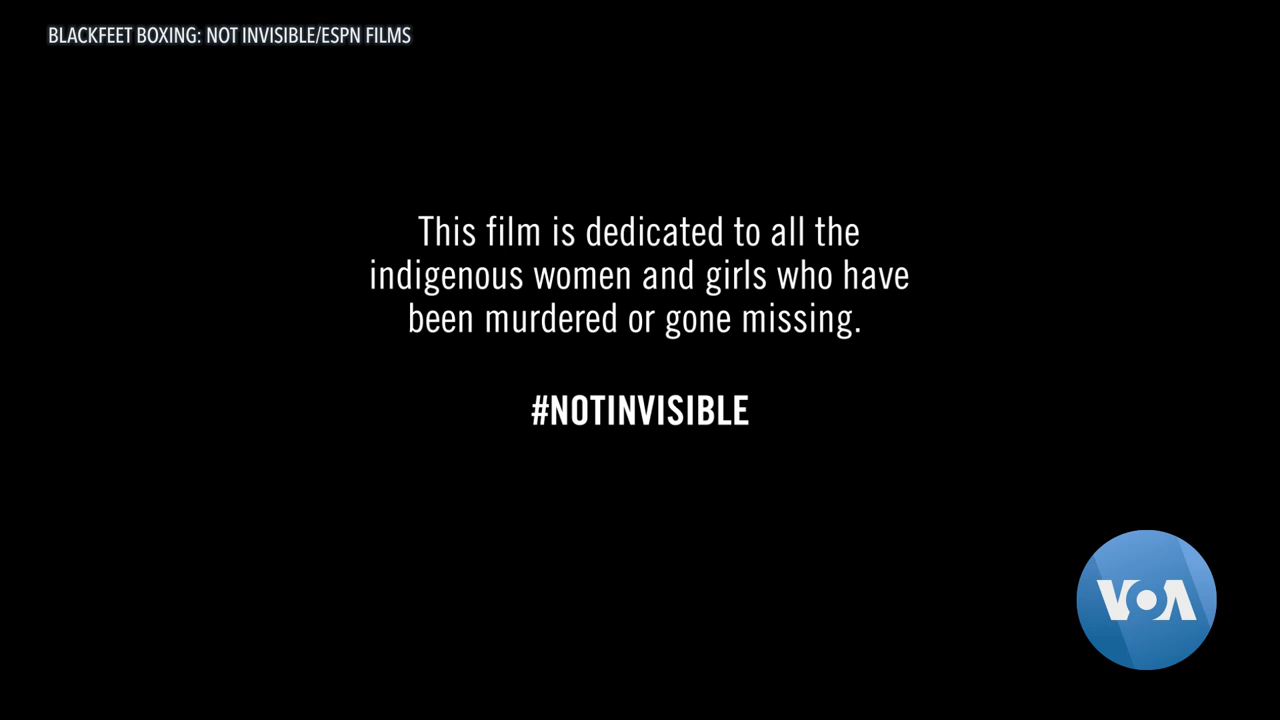 BLACKFEET BOXING: NOT INVISIBLE/ESPN FILMS
This film is dedicated to all the
indigenous women and girls who have
been murdered or gone missing.
#NOTINVISIBLE
VOA